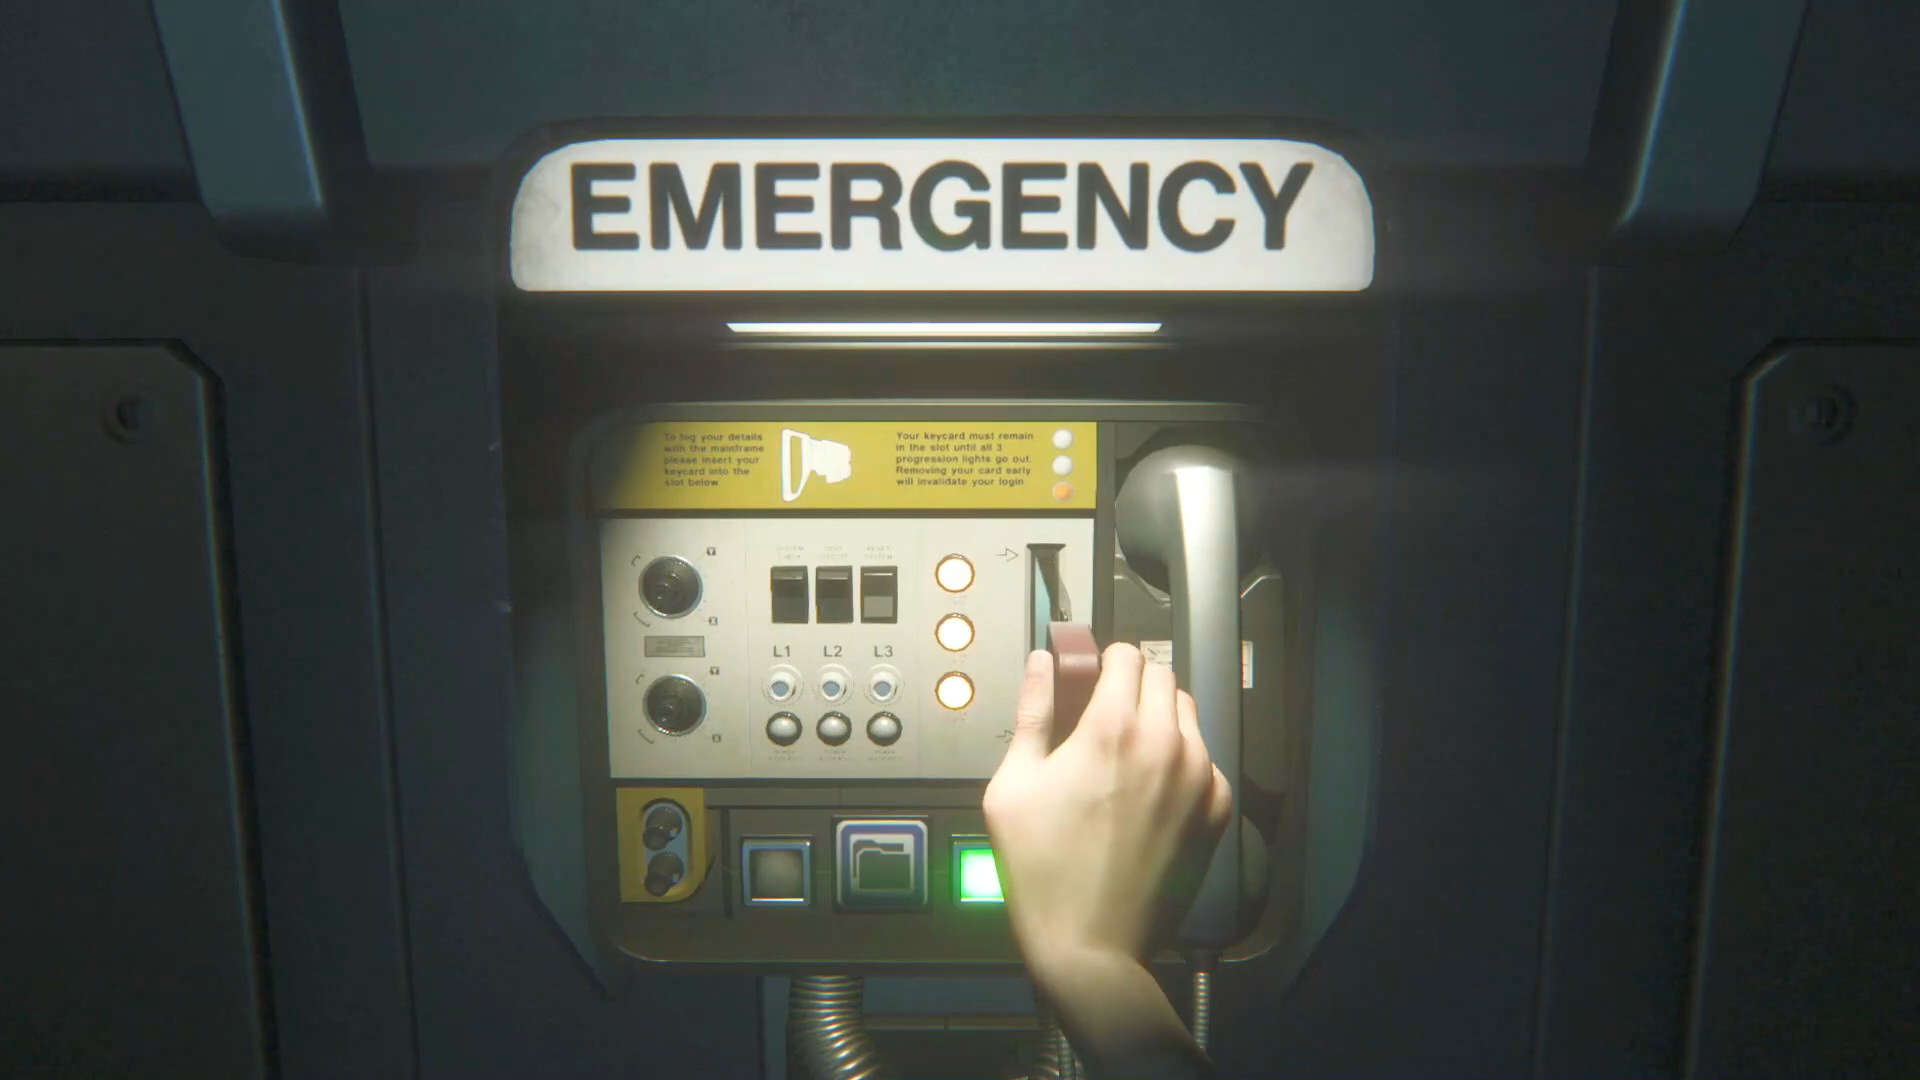 EMERGENCY
To log your details
with the mainframe
please insert your
keycard into the
slot below
Your keycard must remain
in the slot until all 3
progression lights go out.
Removing your card early
will invalidate your login
SYSTEM
CHECK
L1 L2 L3